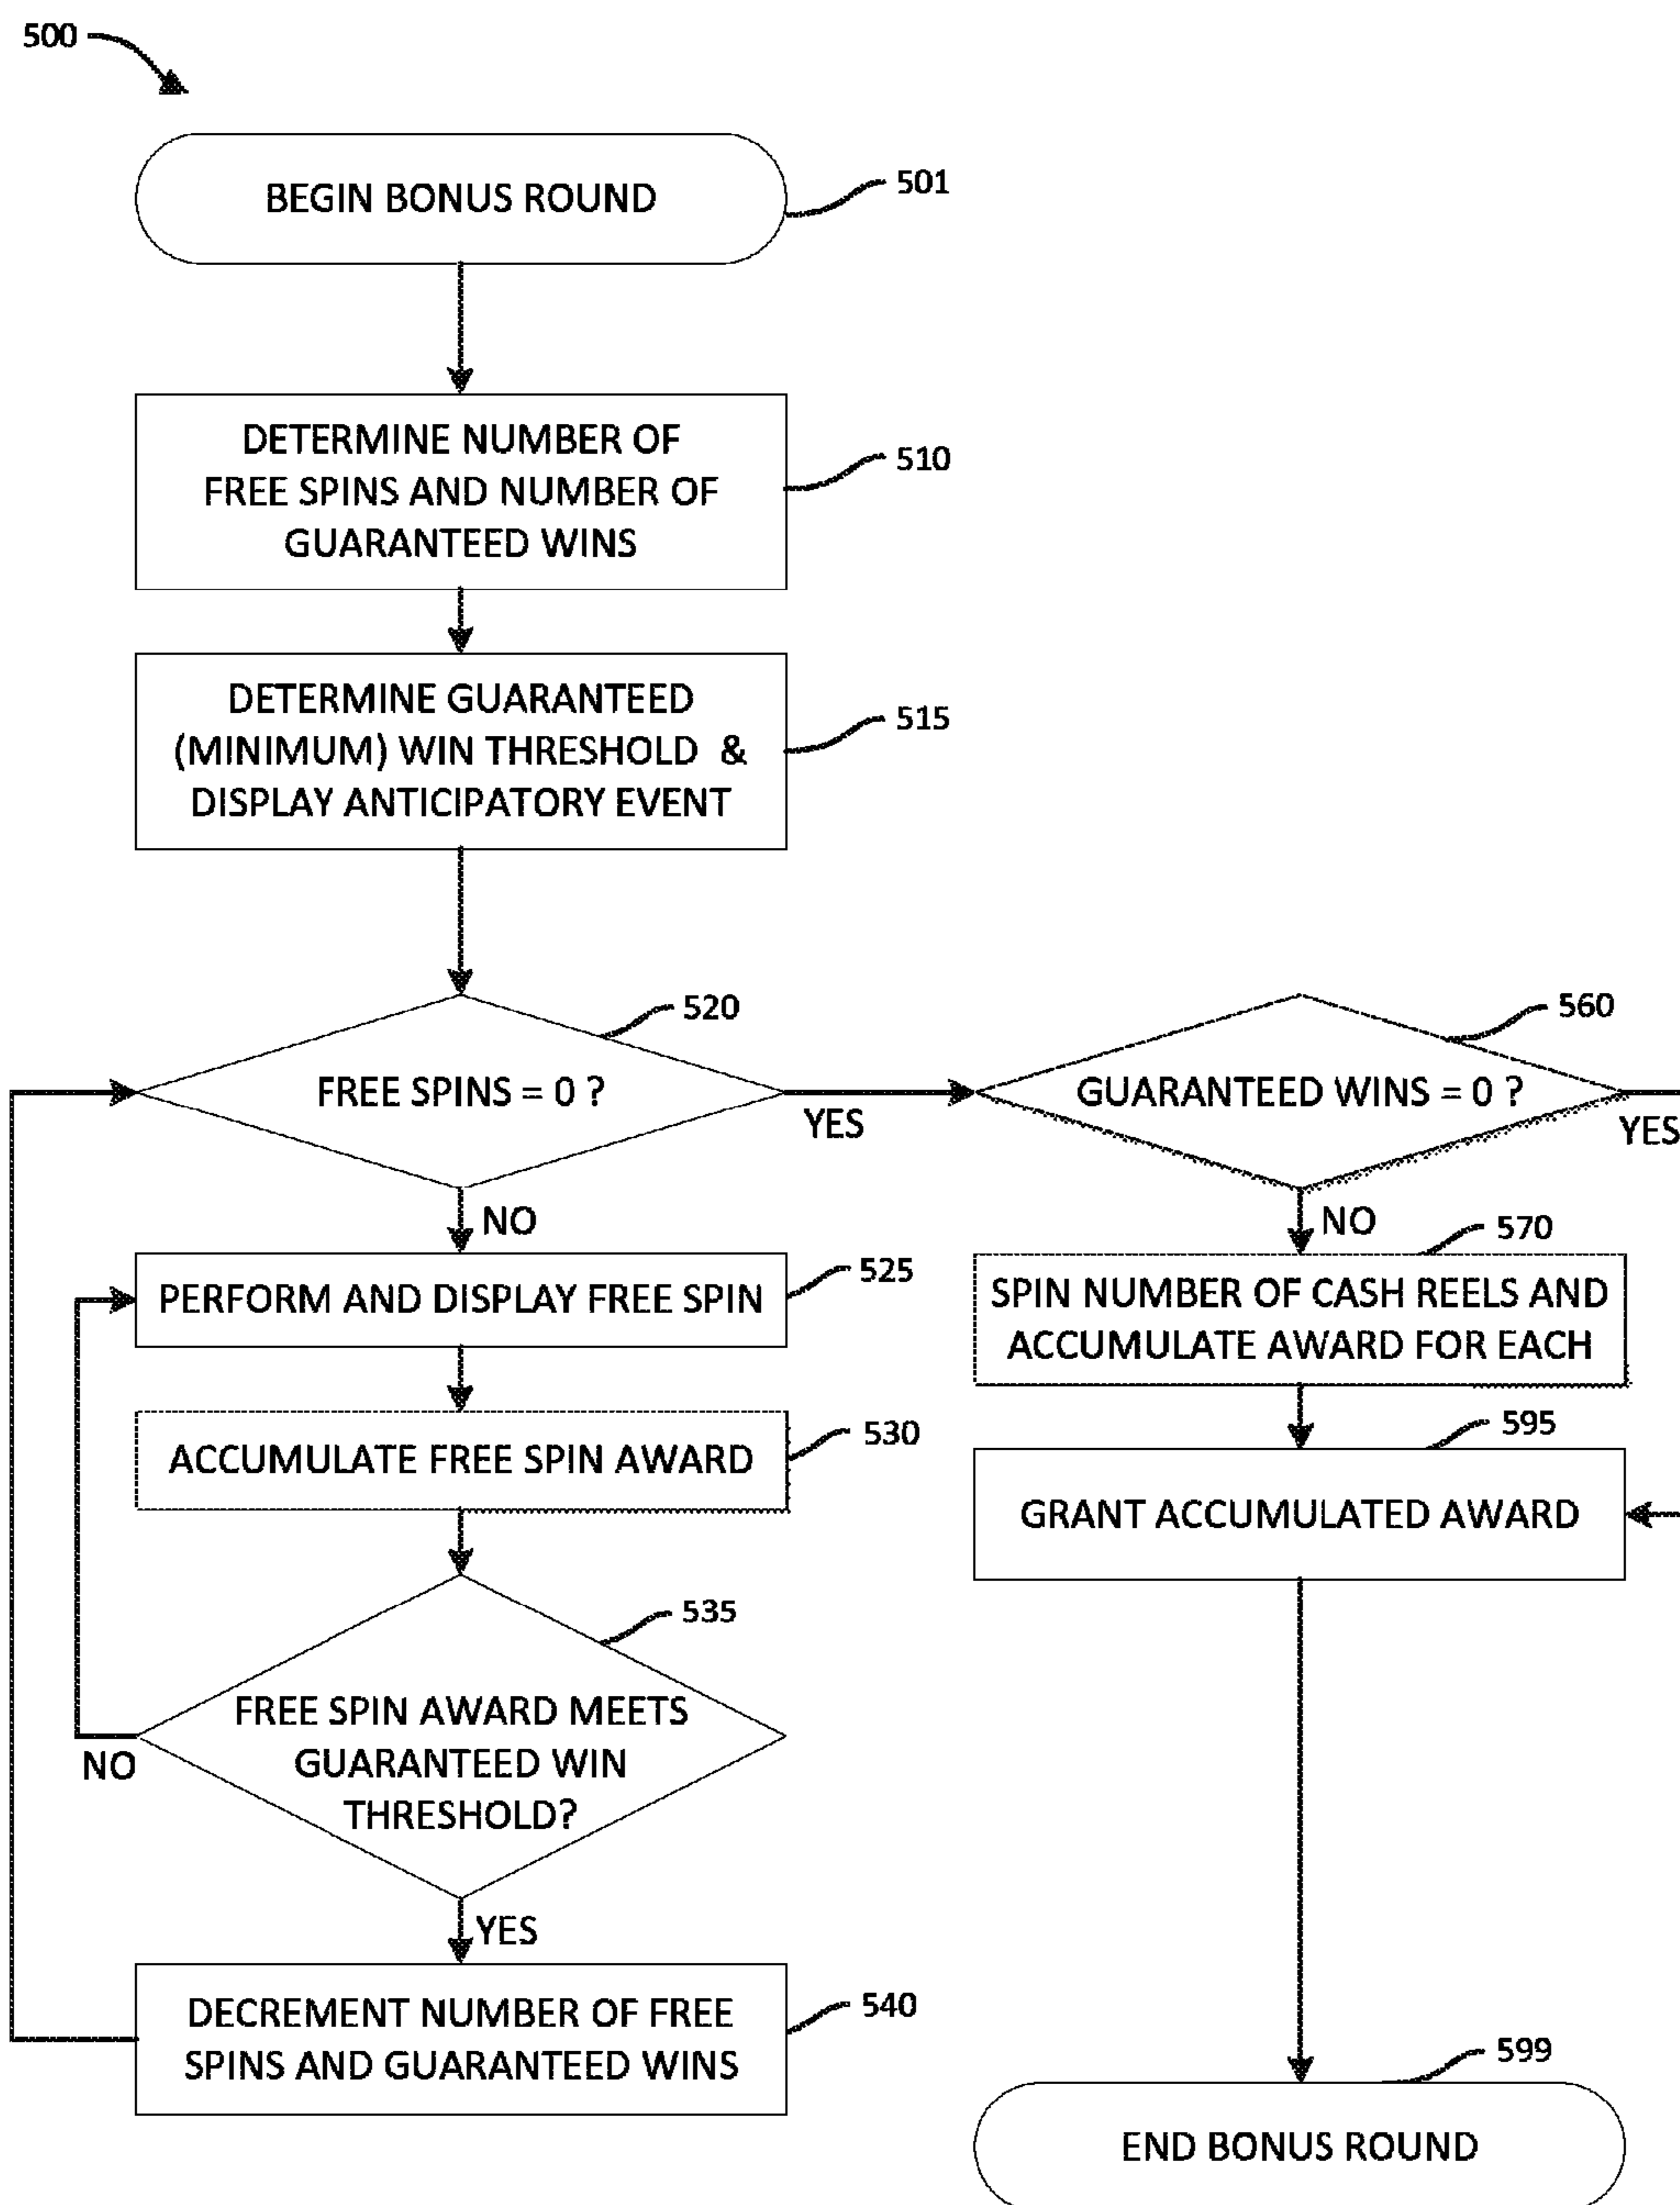 500
BEGIN BONUS ROUND
501
DETERMINE NUMBER OF
FREE SPINS AND NUMBER OF
GUARANTEED WINS
510
DETERMINE GUARANTEED
(MINIMUM) WIN THRESHOLD &
DISPLAY ANTICIPATORY EVENT
515
520
FREE SPINS = 0 ?
YES
NO
560
GUARANTEED WINS = 0 ?
YES
NO
525
PERFORM AND DISPLAY FREE SPIN
530
ACCUMULATE FREE SPIN AWARD
535
FREE SPIN AWARD MEETS
GUARANTEED WIN
THRESHOLD?
NO
YES
DECREMENT NUMBER OF FREE
SPINS AND GUARANTEED WINS
540
570
SPIN NUMBER OF CASH REELS AND
ACCUMULATE AWARD FOR EACH
595
GRANT ACCUMULATED AWARD
599
END BONUS ROUND